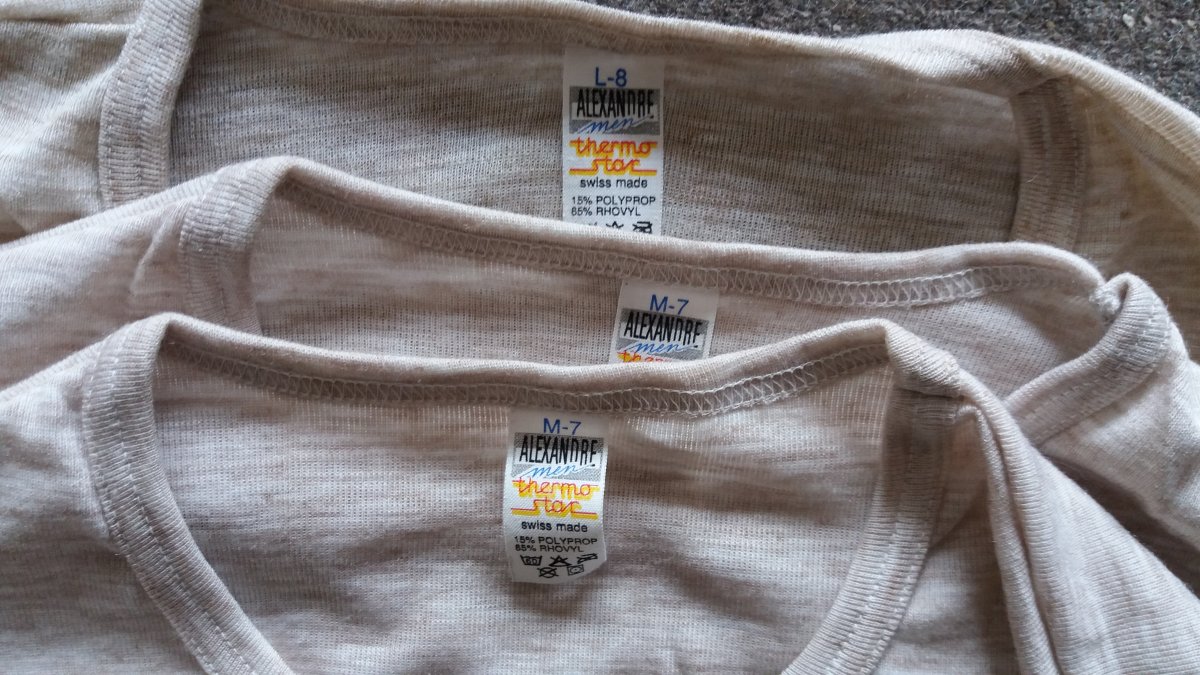 L-8
ALEXANDRE
men
thermo
star
swiss made
15% POLYPROP
85% RHOVYL
M-7
ALEXANDRE
men
M-7
ALEXANDRE
men
thermo
star
swiss made
15% POLYPROP
85% RHOVYL
60